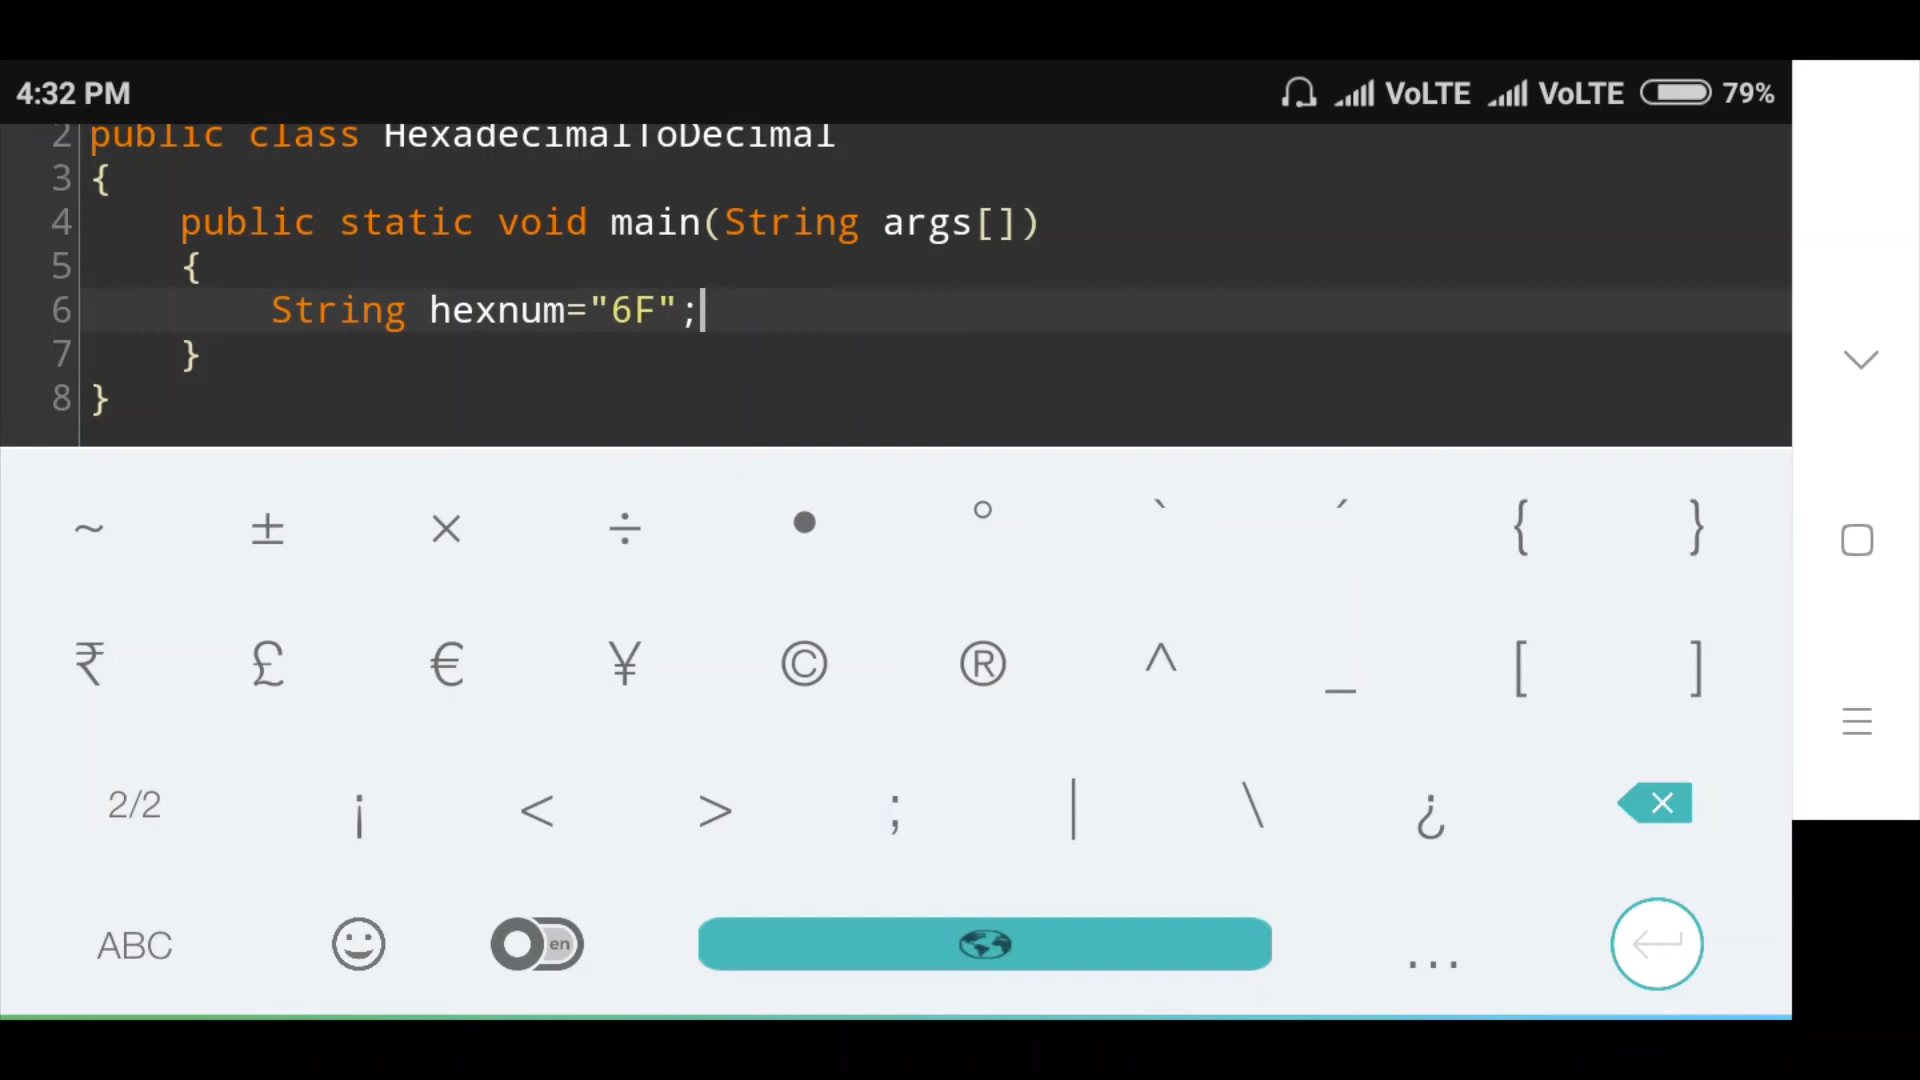 4:32 PM VoLTE VoLTE 79%
2 public class HexadecimalToDecimal
3 {
4 public static void main(String args[])
5 {
6 String hexnum="6F";
7 }
8 }
~ ± × ÷ • ° ` ´ { }
₹ £ € ¥ © ® ^ _ [ ]
2/2 ¡ < > ; | \ ¿
ABC en ...